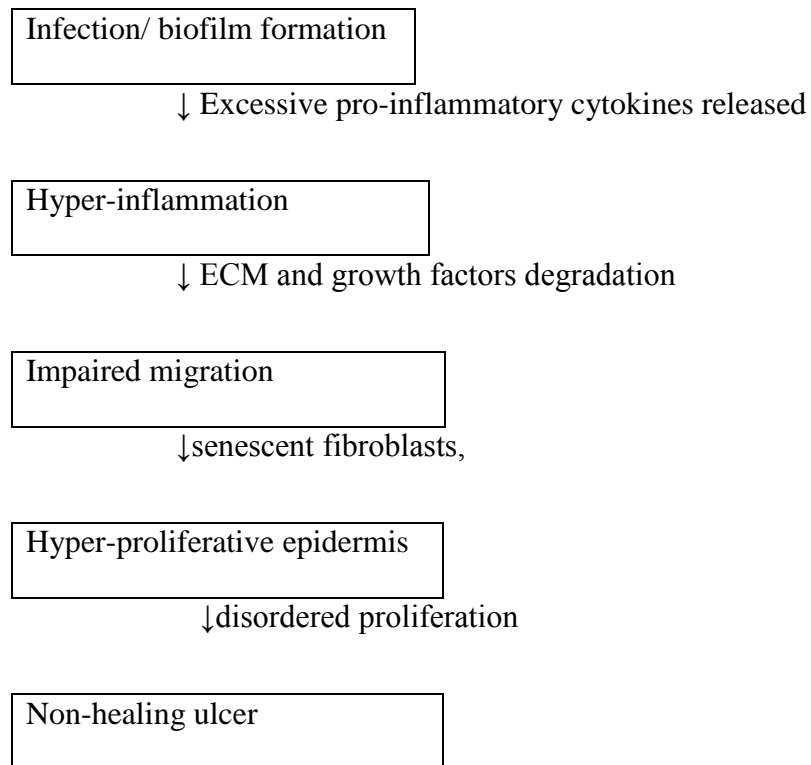 Infection/ biofilm formation
↓ Excessive pro-inflammatory cytokines released
Hyper-inflammation
↓ ECM and growth factors degradation
Impaired migration
↓senescent fibroblasts,
Hyper-proliferative epidermis
↓disordered proliferation
Non-healing ulcer